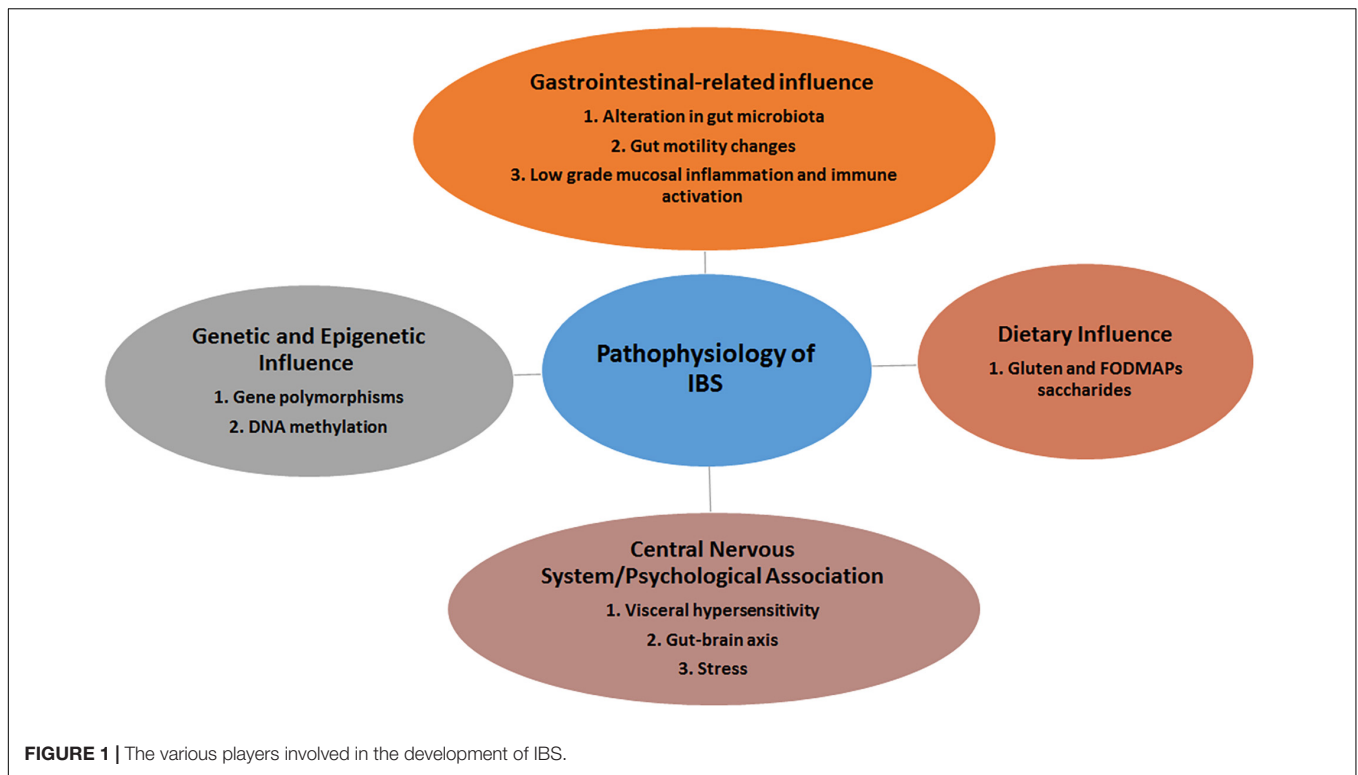 Gastrointestinal-related influence
1. Alteration in gut microbiota
2. Gut motility changes
3. Low grade mucosal inflammation and immune
activation
Genetic and Epigenetic
Influence
1. Gene polymorphisms
2. DNA methylation
Pathophysiology of
IBS
Dietary Influence
1. Gluten and FODMAPs
saccharides
Central Nervous
System/Psychological Association
1. Visceral hypersensitivity
2. Gut-brain axis
3. Stress
FIGURE 1 | The various players involved in the development of IBS.